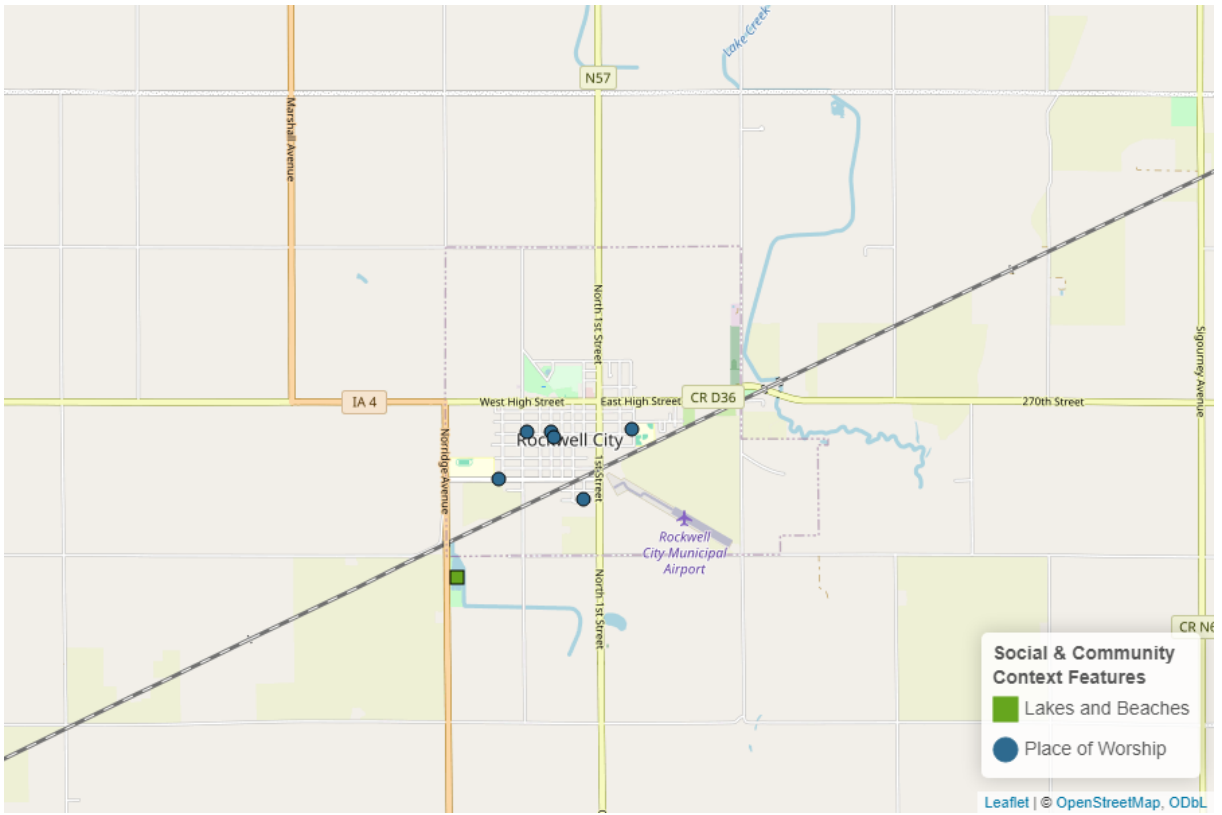 Lake Creek
N57
Marshall Avenue
North 1st Street
Sigourney Avenue
IA 4
West High Street
East High Street
CR D36
270th Street
Rockwell City
Norridge Avenue
1st Street
Rockwell
City Municipal
Airport
North 1st Street
CR N6
Social & Community
Context Features
Lakes and Beaches
Place of Worship
Leaflet | © OpenStreetMap, ODbL